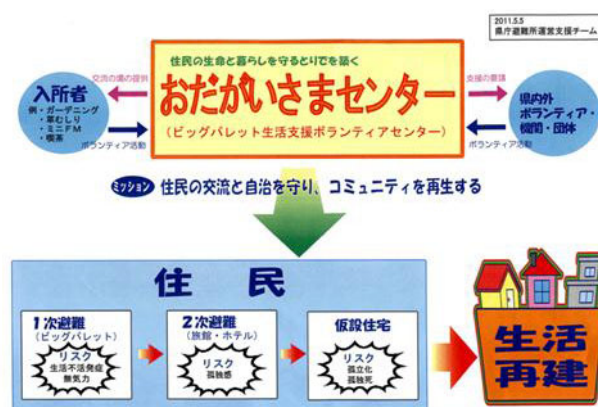 2011.5.5
県庁避難所運営支援チーム
住民の生命と暮らしを守るとりでを築く
おだがいさまセンター
(ビッグパレット生活支援ボランティアセンター)
交流の場の提供
入所者
例・ガーデニング
・草むしり
・ミニFM
・喫茶
ボランティア活動
支援の要請
県内外
ボランティア・
機関・団体
ボランティア活動
ミッション 住民の交流と自治を守り、コミュニティを再生する
住 民
1次避難
(ビッグパレット)
リスク
生活不活発症
無気力
2次避難
(旅館・ホテル)
リスク
孤独感
仮設住宅
リスク
孤立化
孤独死
生活
再建